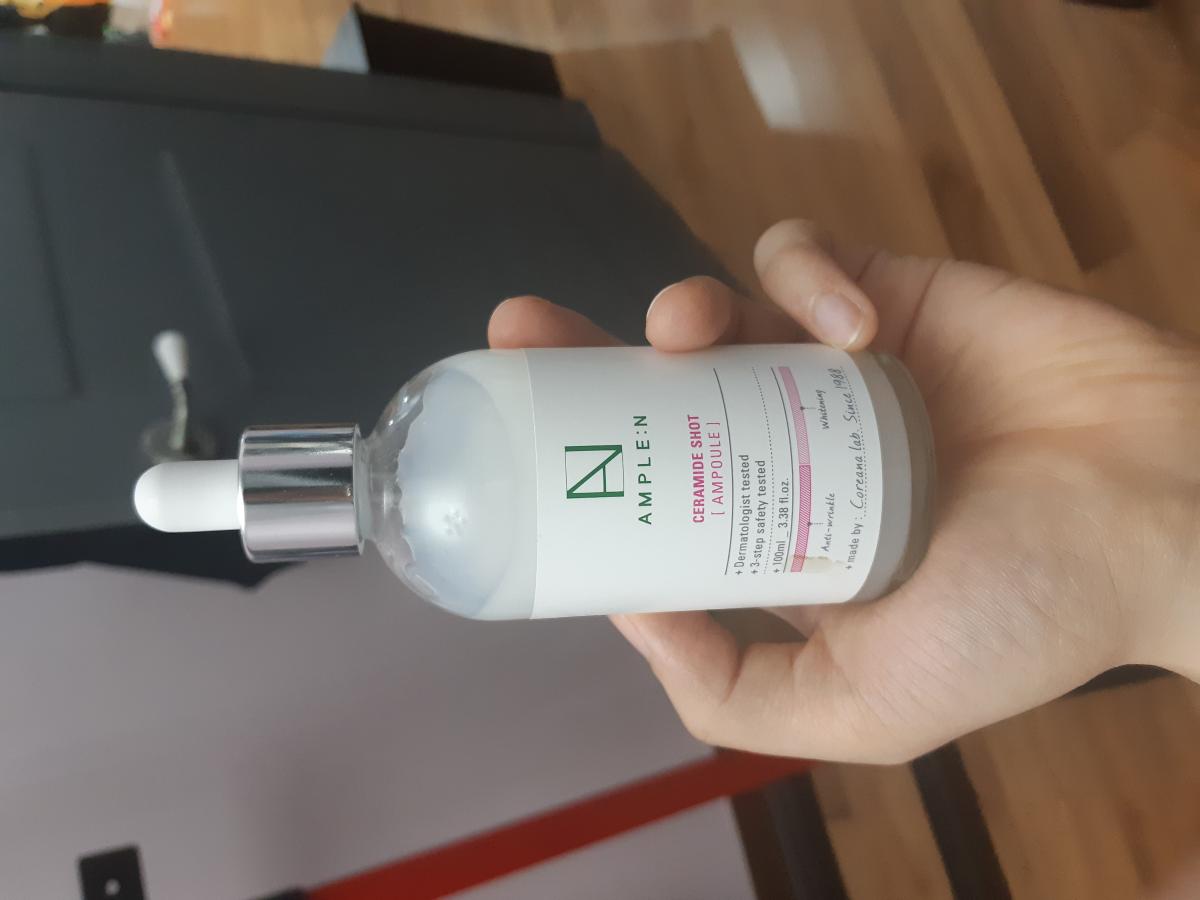 AMPLE:N
CERAMIDE SHOT
[ AMPOULE ]
+ Dermatologist tested
+ 3-step safety tested
+ 100ml _ 3.38 fl.oz.
Anti-wrinkle Whitening
+ made by : Coreana lab. Since 1988